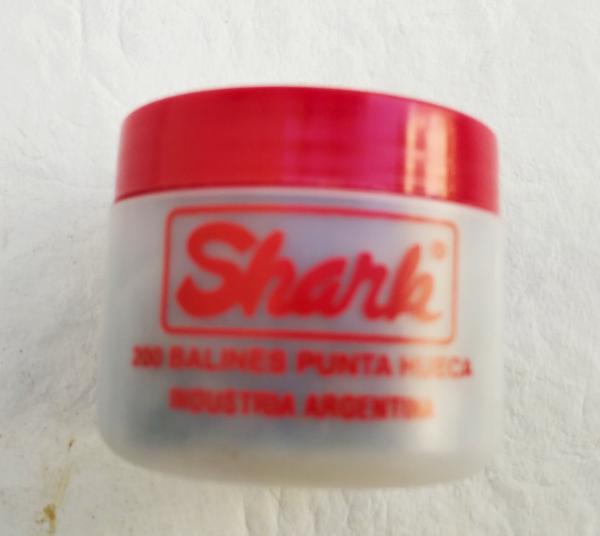 Shark®
200 BALINES PUNTA HUECA
INDUSTRIA ARGENTINA